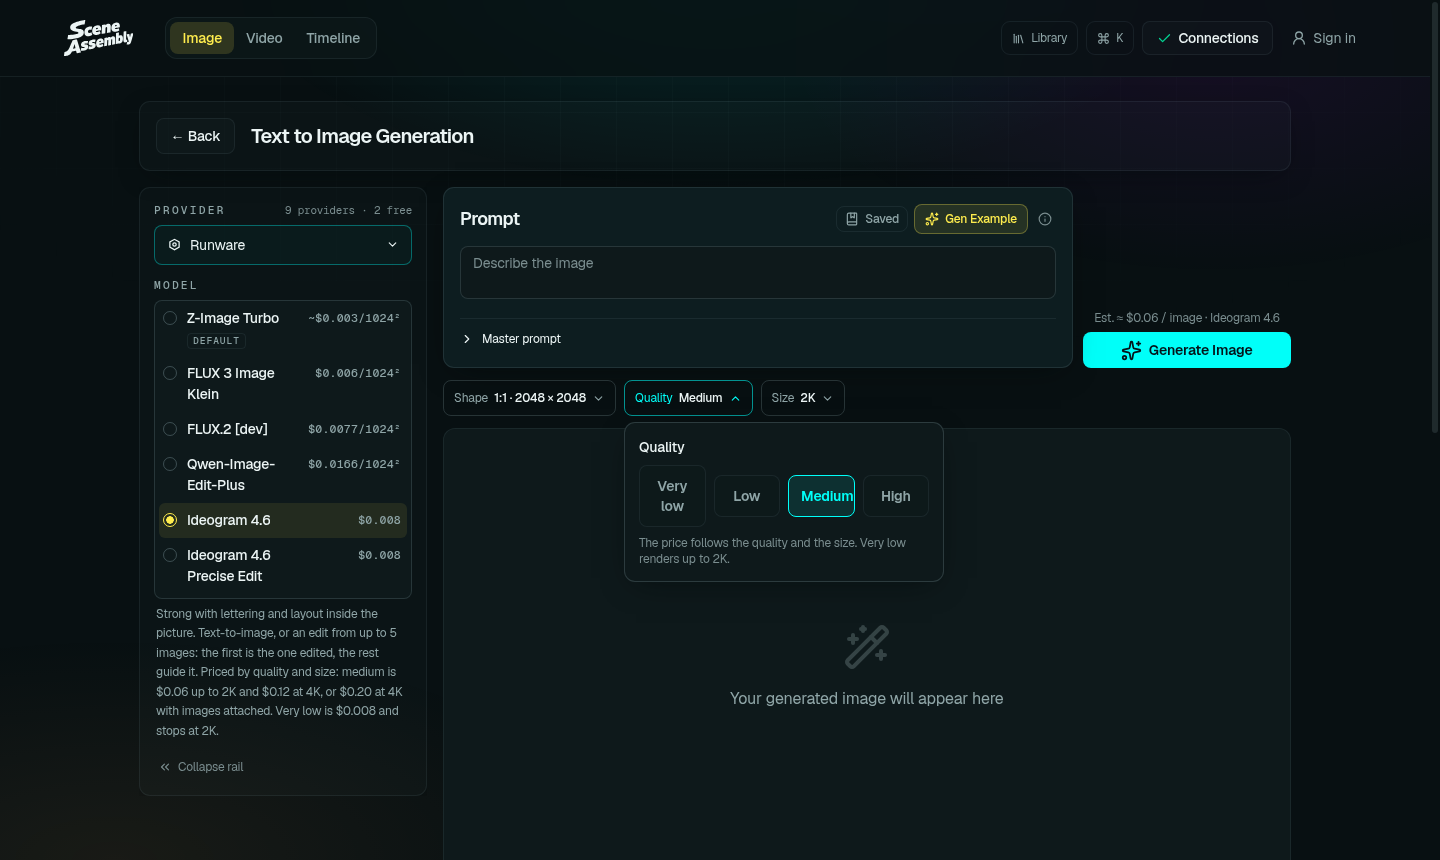 Scene Assembly
Image
Video
Timeline
Library
⌘ K
Connections
Sign in
← Back
Text to Image Generation
PROVIDER
9 providers · 2 free
Runware
MODEL
Z-Image Turbo
~$0.003/1024²
DEFAULT
FLUX 3 Image
Klein
$0.006/1024²
FLUX.2 [dev]
$0.0077/1024²
Qwen-Image-
Edit-Plus
$0.0166/1024²
Ideogram 4.6
$0.008
Ideogram 4.6
Precise Edit
$0.008
Strong with lettering and layout inside the
picture. Text-to-image, or an edit from up to 5
images: the first is the one edited, the rest
guide it. Priced by quality and size: medium is
$0.06 up to 2K and $0.12 at 4K, or $0.20 at 4K
with images attached. Very low is $0.008 and
stops at 2K.
Collapse rail
Prompt
Saved
Gen Example
Describe the image
Master prompt
Est. ≈ $0.06 / image · Ideogram 4.6
Generate Image
Shape 1:1 · 2048 × 2048
Quality Medium
Size 2K
Quality
Very
low
Low
Medium
High
The price follows the quality and the size. Very low
renders up to 2K.
Your generated image will appear here